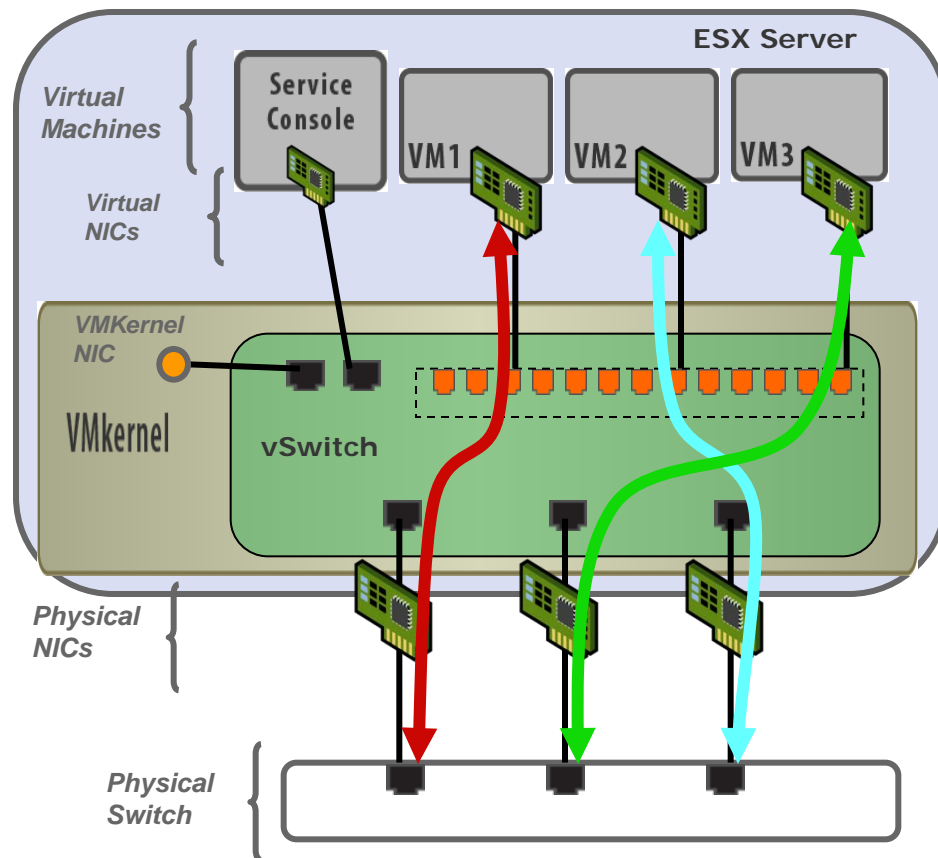 ESX Server
Virtual
Machines
Service
Console
VM1
VM2
VM3
Virtual
NICs
VMKernel
NIC
VMkernel
vSwitch
Physical
NICs
Physical
Switch